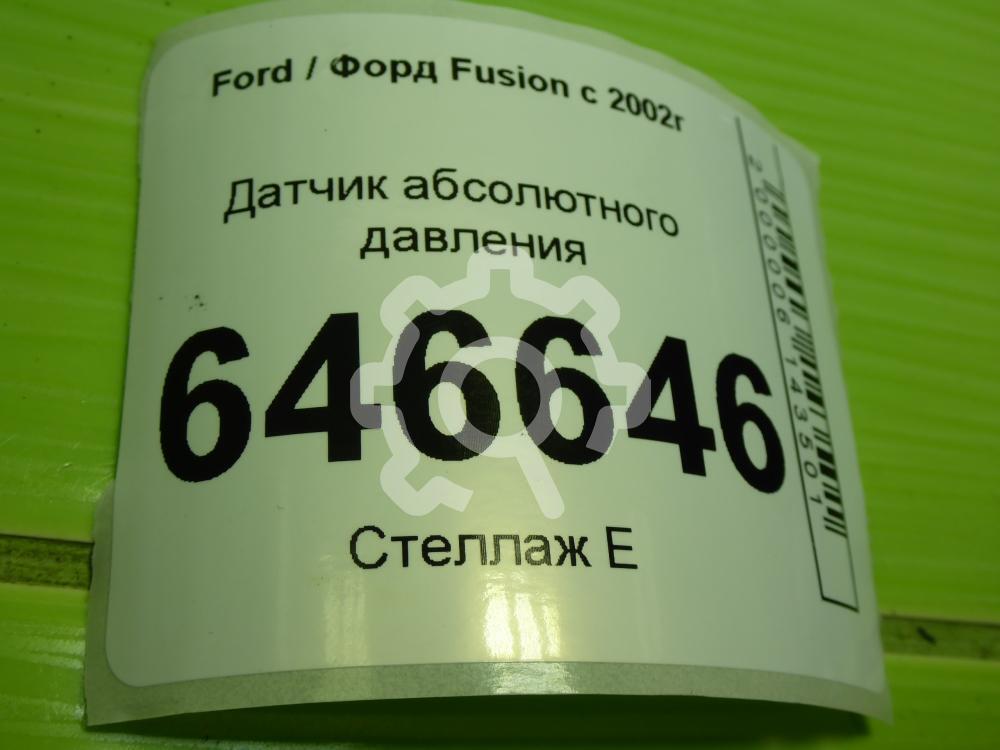 Ford / Форд Fusion с 2002г
Датчик абсолютного
давления
646646
Стеллаж Е
2000006143501